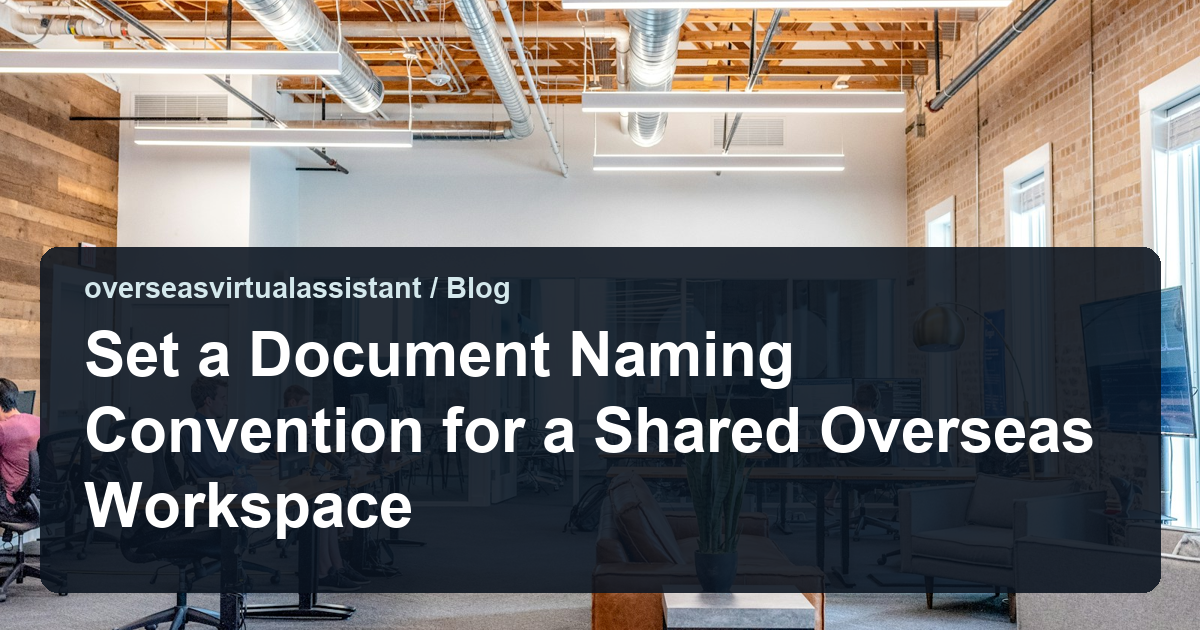 overseasvirtualassistant / Blog
Set a Document Naming
Convention for a Shared Overseas
Workspace